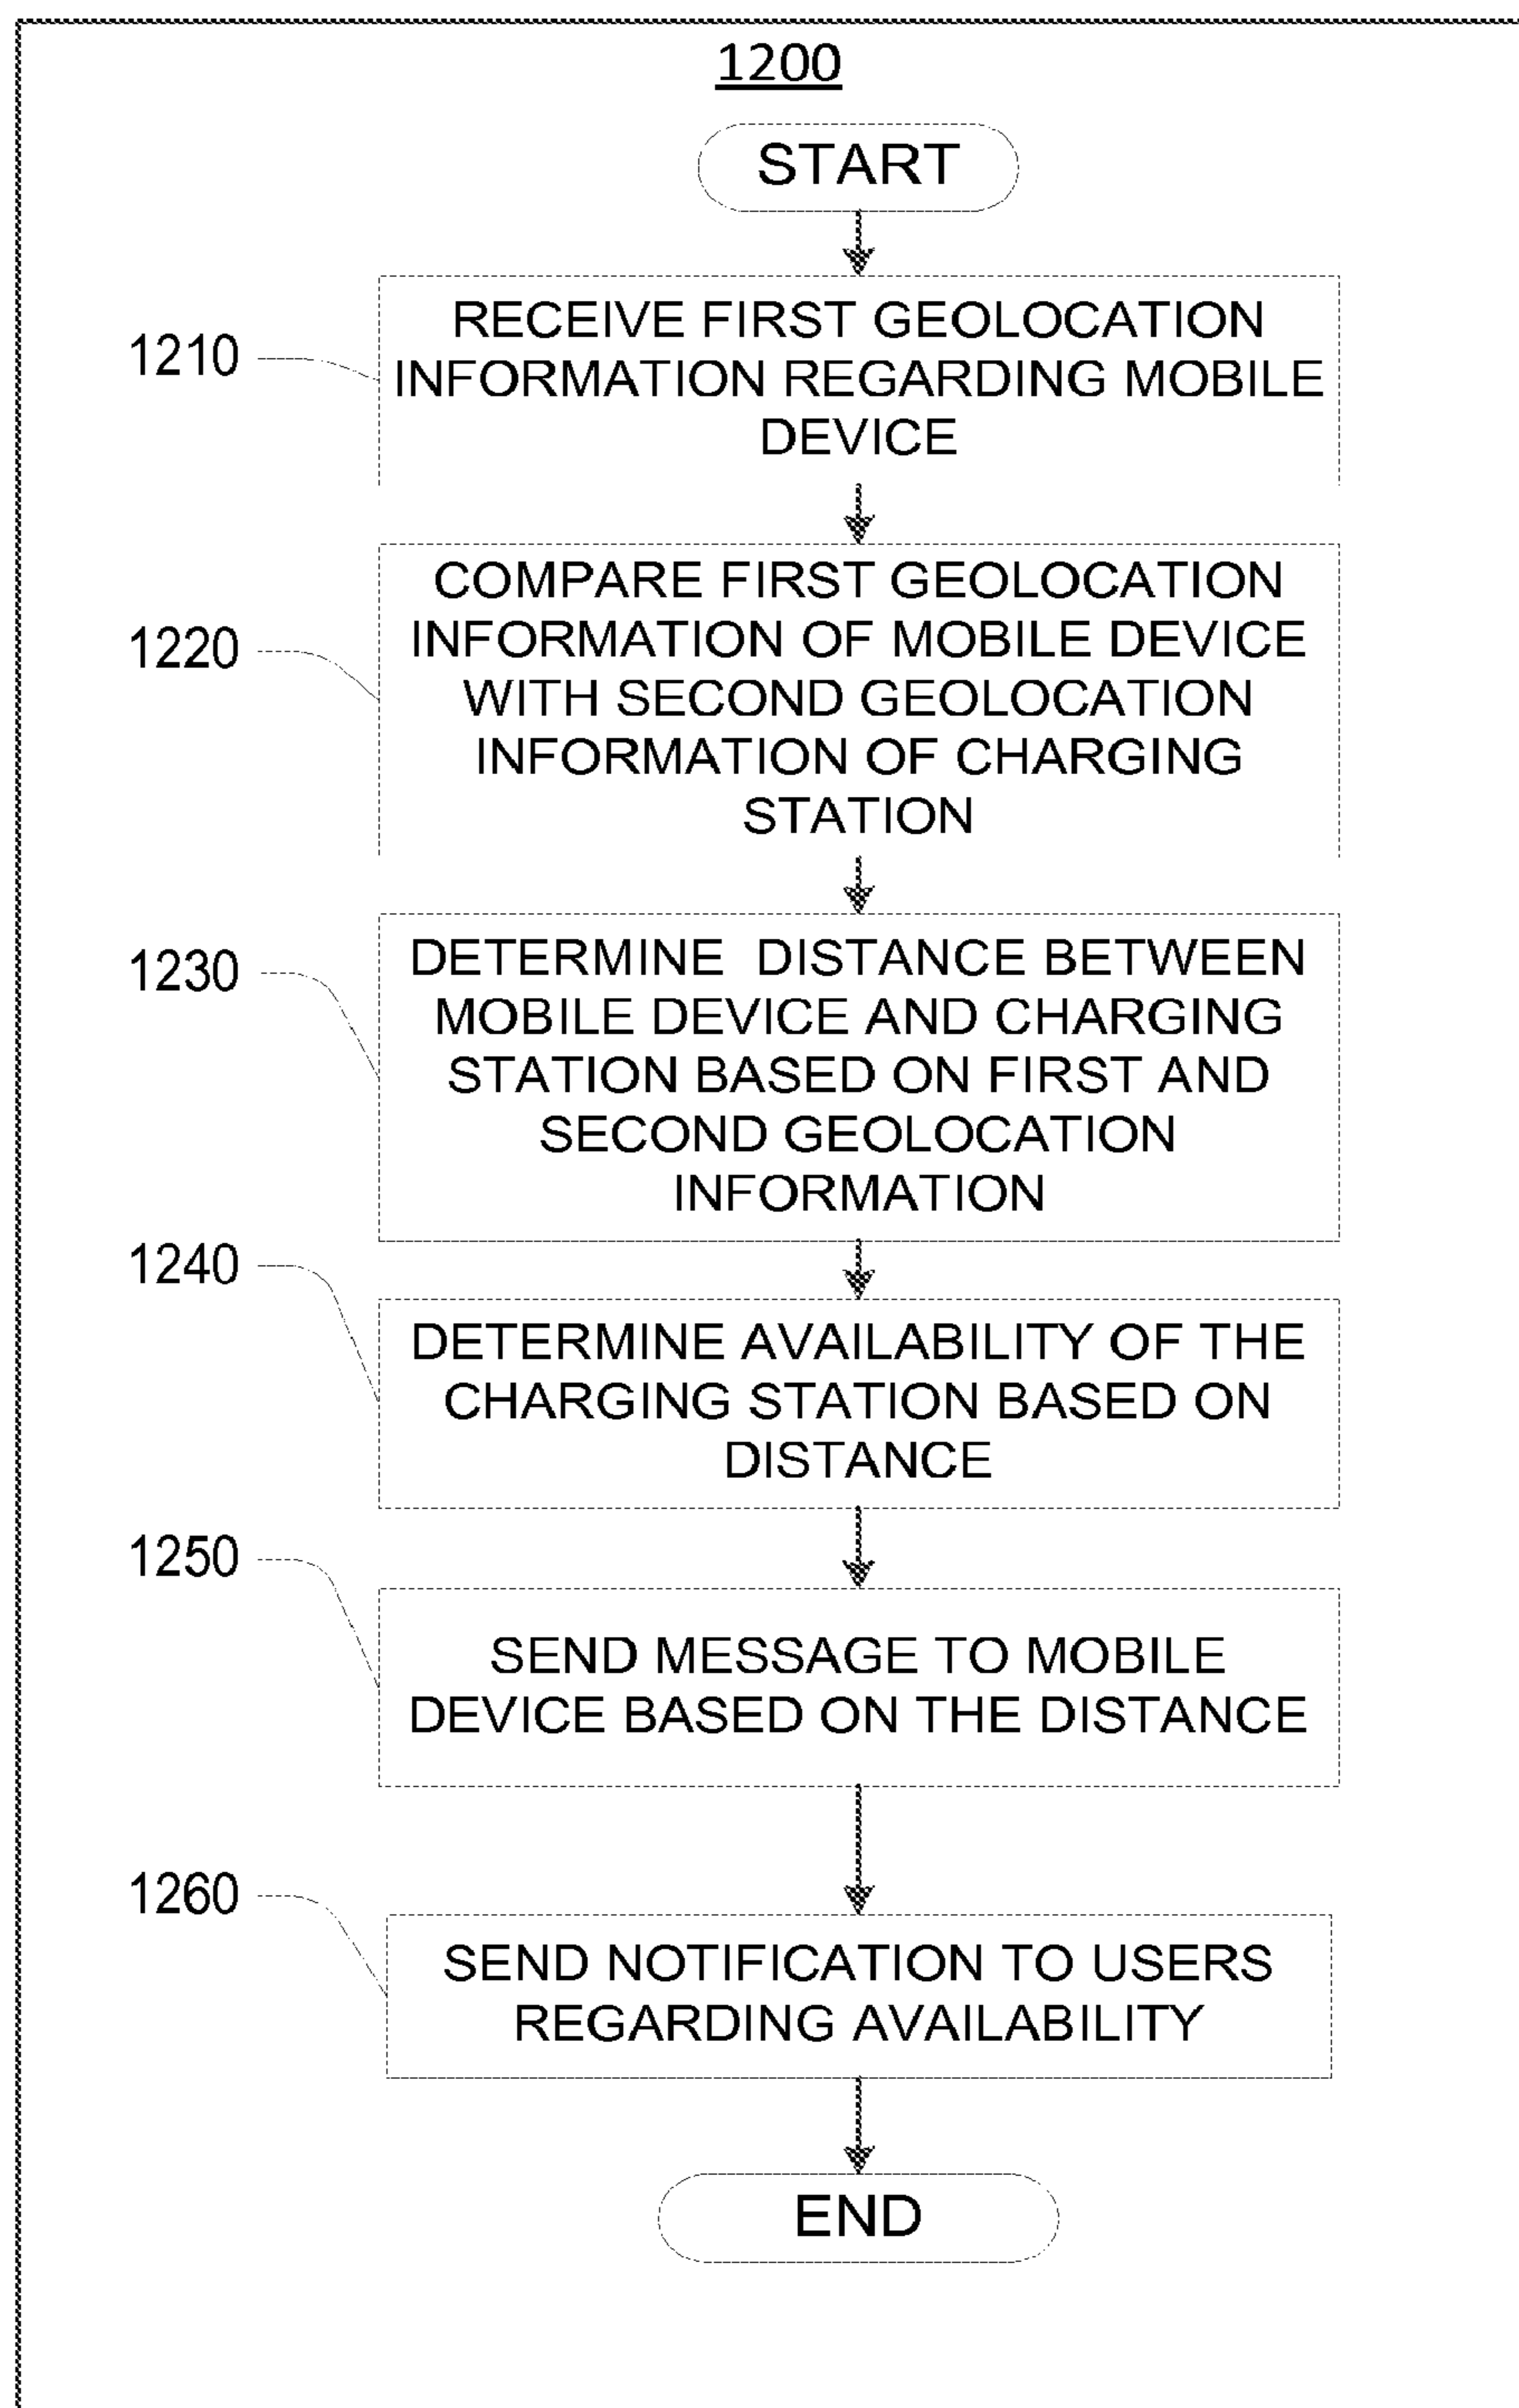 1200
START
1210
RECEIVE FIRST GEOLOCATION
INFORMATION REGARDING MOBILE
DEVICE
1220
COMPARE FIRST GEOLOCATION
INFORMATION OF MOBILE DEVICE
WITH SECOND GEOLOCATION
INFORMATION OF CHARGING
STATION
1230
DETERMINE DISTANCE BETWEEN
MOBILE DEVICE AND CHARGING
STATION BASED ON FIRST AND
SECOND GEOLOCATION
INFORMATION
1240
DETERMINE AVAILABILITY OF THE
CHARGING STATION BASED ON
DISTANCE
1250
SEND MESSAGE TO MOBILE
DEVICE BASED ON THE DISTANCE
1260
SEND NOTIFICATION TO USERS
REGARDING AVAILABILITY
END